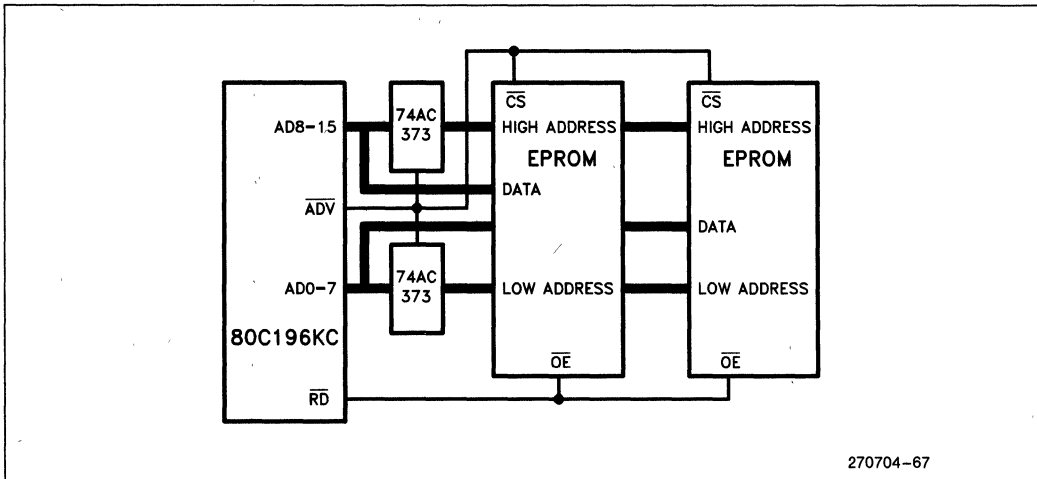 80C196KC
AD8-15
ADV
AD0-7
RD
74AC
373
74AC
373
CS
HIGH ADDRESS
EPROM
DATA
LOW ADDRESS
OE
CS
HIGH ADDRESS
EPROM
DATA
LOW ADDRESS
OE
270704-67